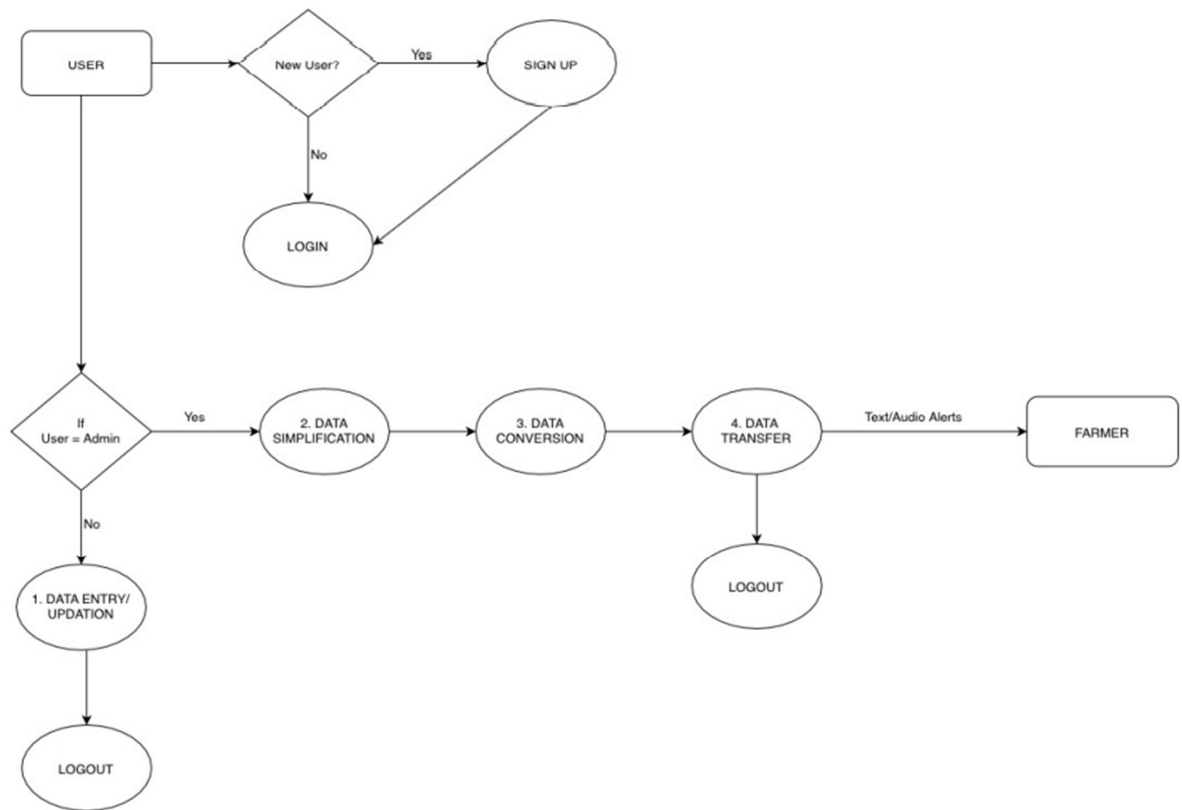 USER
New User?
Yes
SIGN UP
No
LOGIN
If
User = Admin
Yes
2. DATA
SIMPLIFICATION
3. DATA
CONVERSION
4. DATA
TRANSFER
Text/Audio Alerts
FARMER
No
LOGOUT
1. DATA ENTRY/
UPDATION
LOGOUT